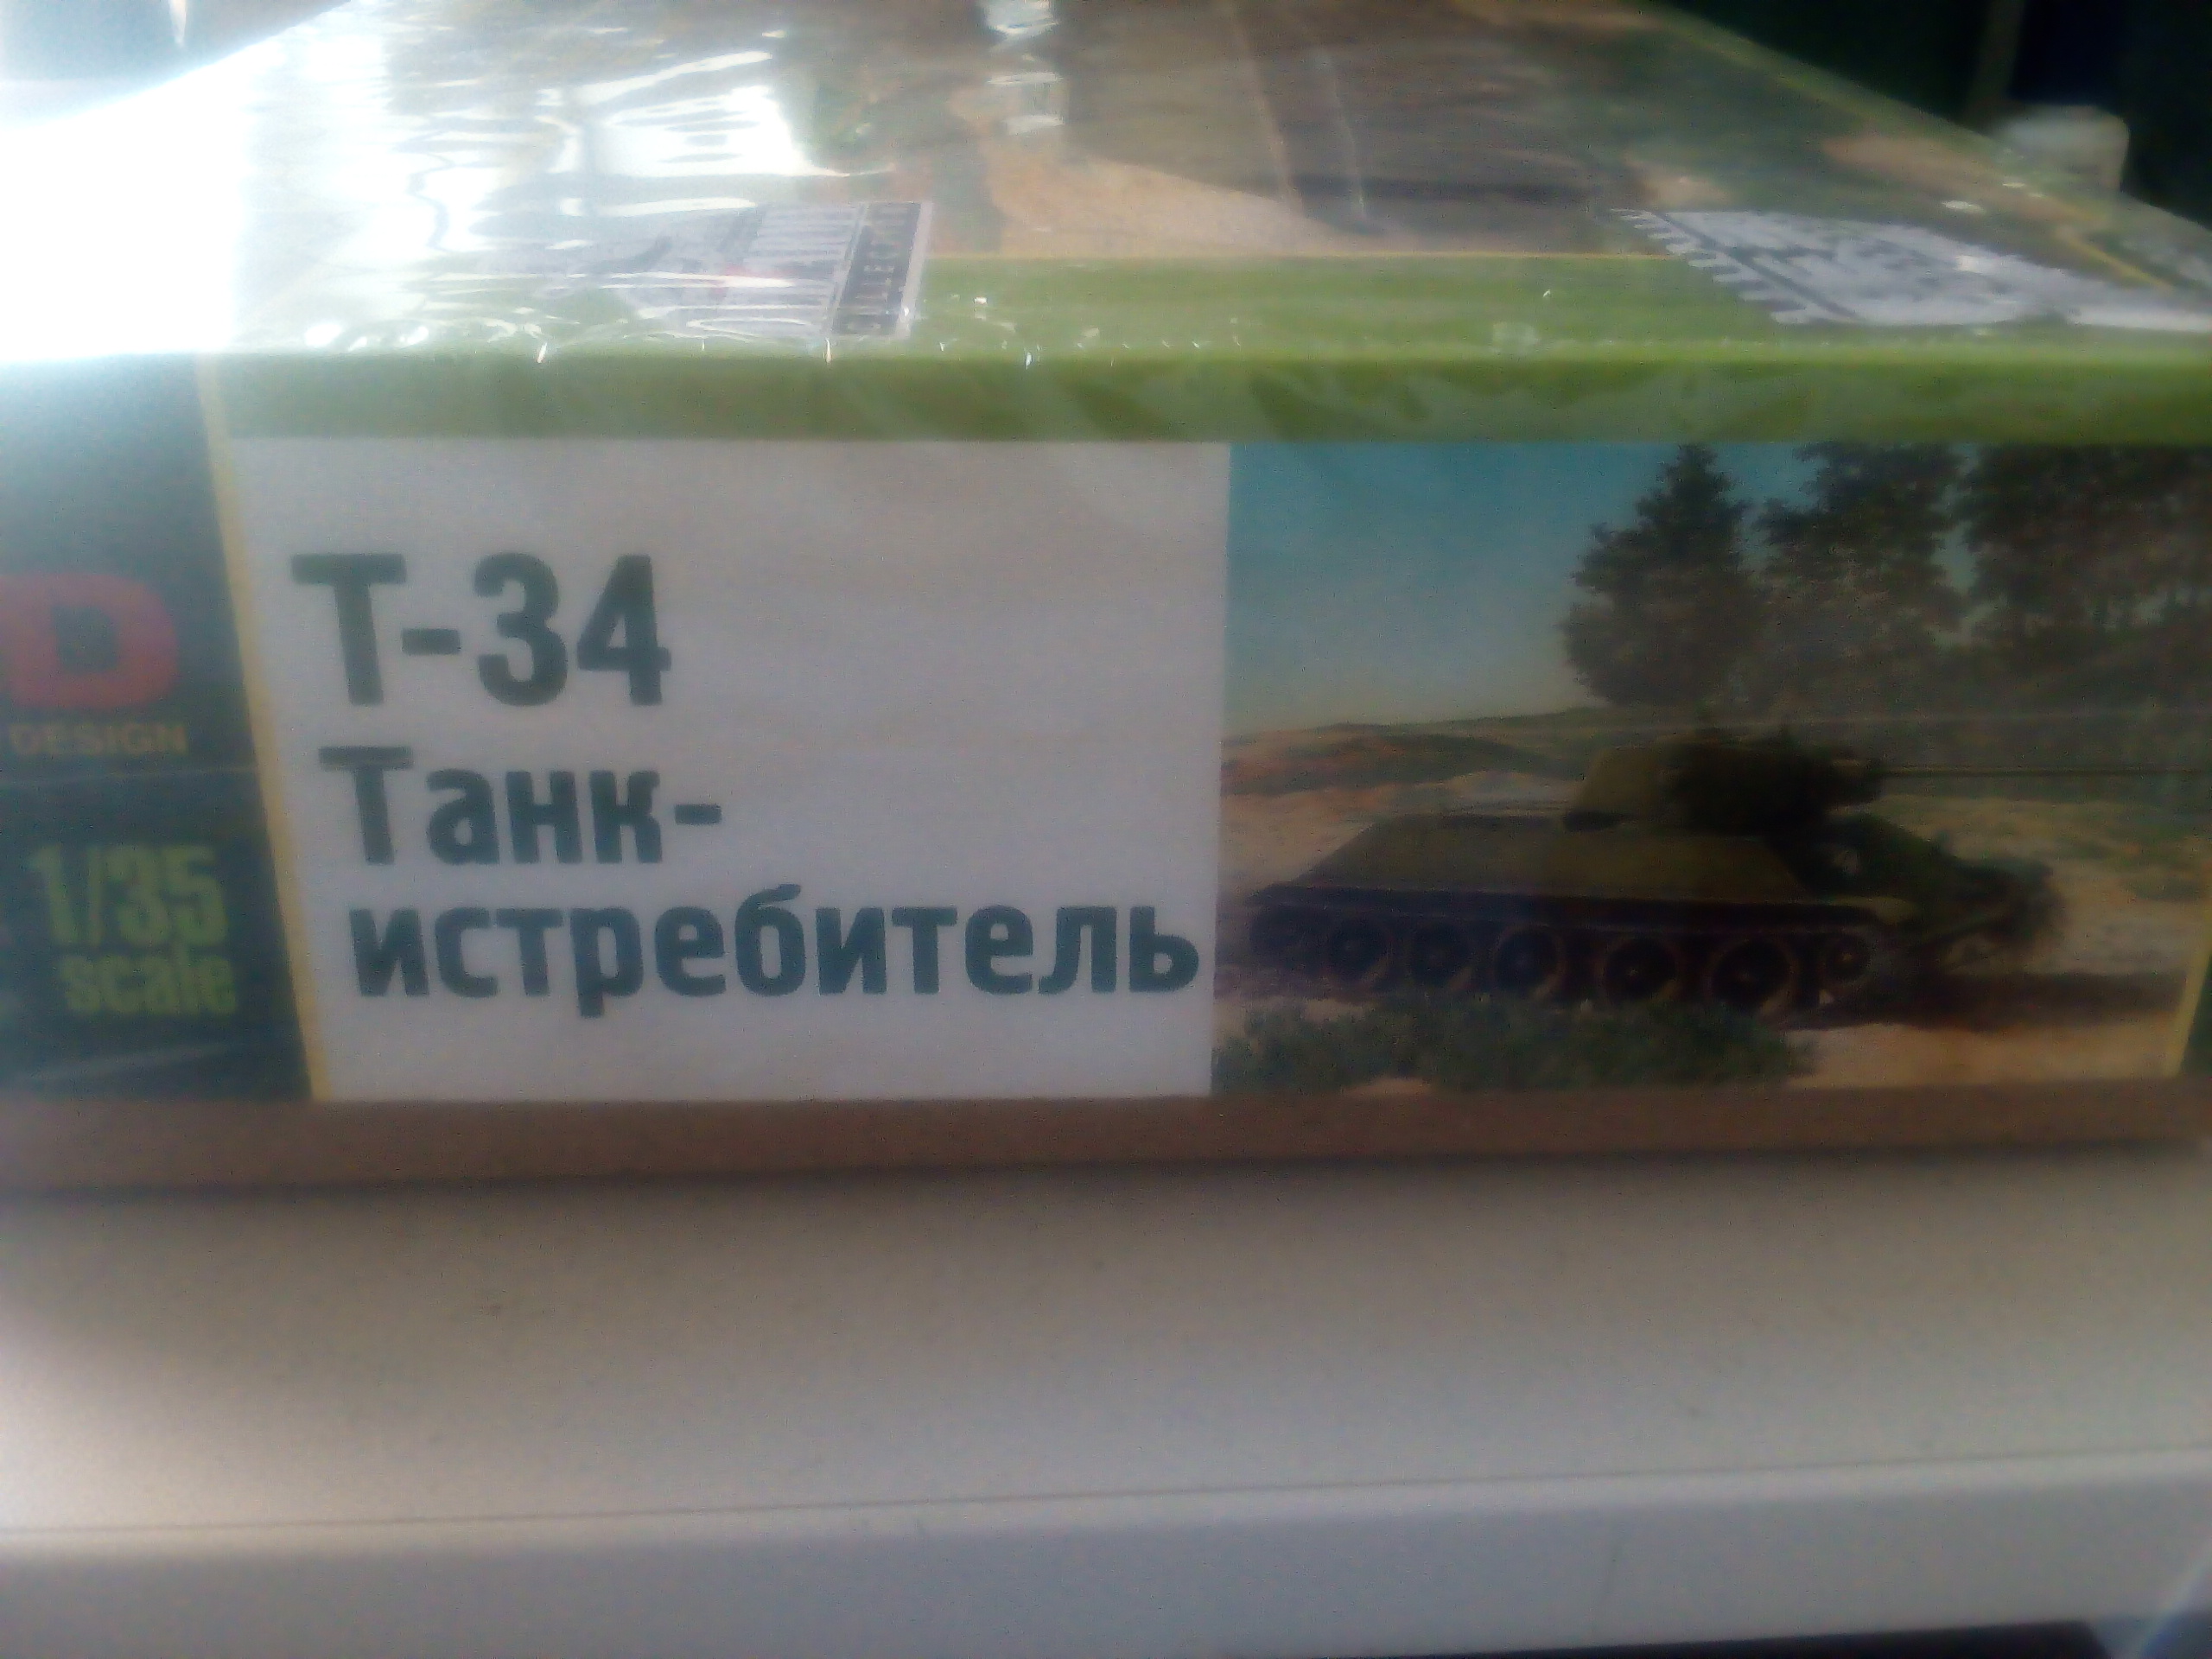 Т-34
Танк-
истребитель
D
DESIGN
1/35
scale